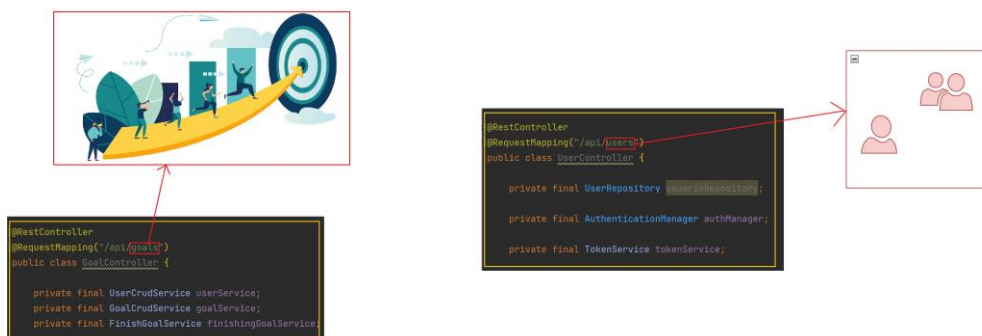 @RestController
@RequestMapping("/api/goals")
public class GoalController {
private final UserCrudService userService;
private final GoalCrudService goalService;
private final FinishGoalService finishingGoalService;
@RestController
@RequestMapping("/api/users")
public class UserController {
private final UserRepository usuarioRepository;
private final AuthenticationManager authManager;
private final TokenService tokenService;